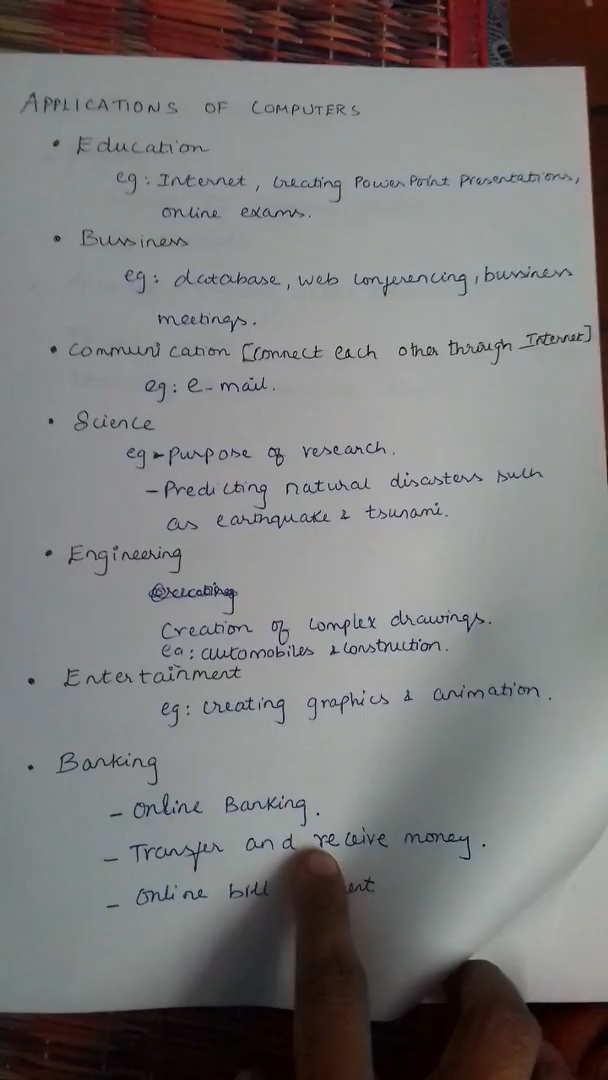 APPLICATIONS OF COMPUTERS
• Education
eg: Internet, Creating PowerPoint Presentations,
online exams.
• Bussiness
eg: database, web conferencing, bussiness
meetings.
• Communication [connect each other through Internet]
eg: e-mail.
• Science
eg - purpose of research.
- Predicting natural disasters such
as earthquake & tsunami.
• Engineering
Creation of complex drawings.
eg: automobiles & construction.
• Entertainment
eg: creating graphics & animation.
• Banking
- Online Banking.
- Transfer and receive money.
- Online bill